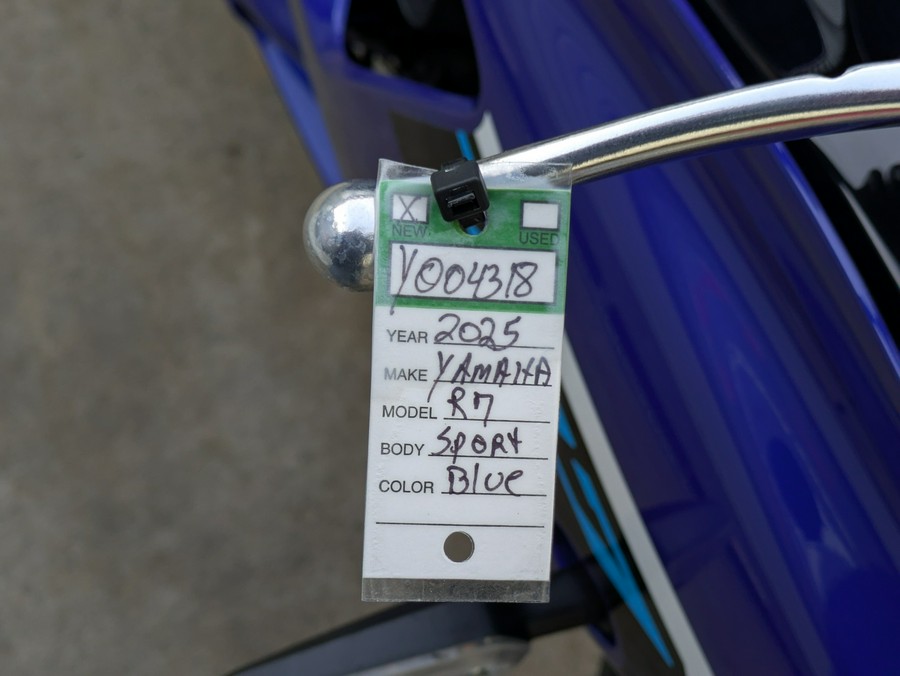 X
NEW USED
Y004318
YEAR 2025
MAKE YAMAHA
MODEL R7
BODY Sport
COLOR Blue